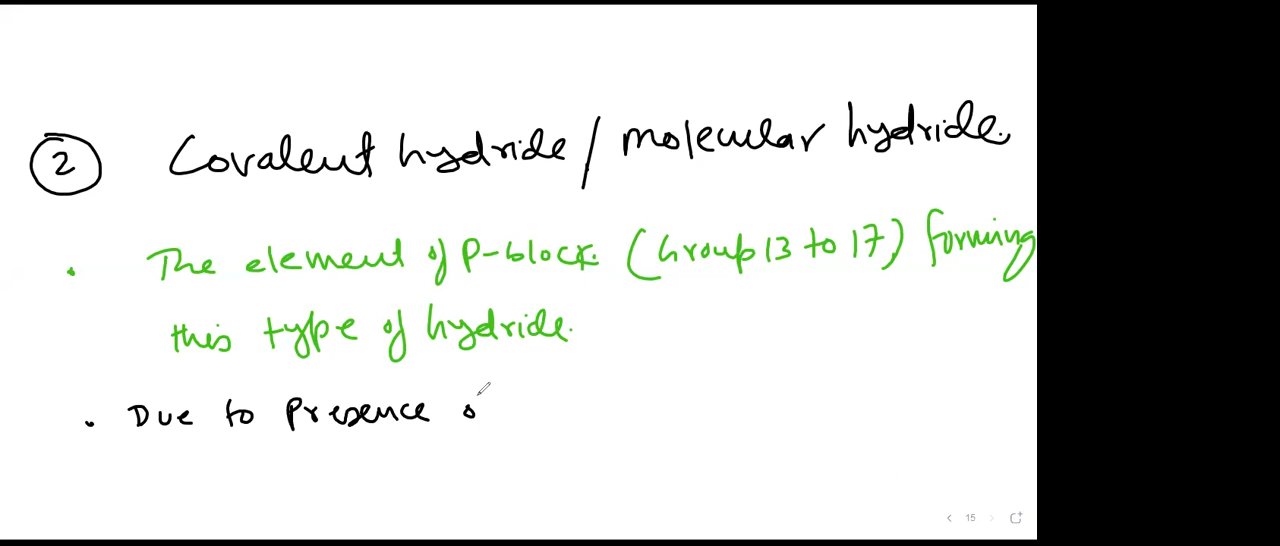 2 Covalent hydride / molecular hydride.
. The element of P-block. (Group 13 to 17) forming
this type of hydride.
. Due to Presence o
15